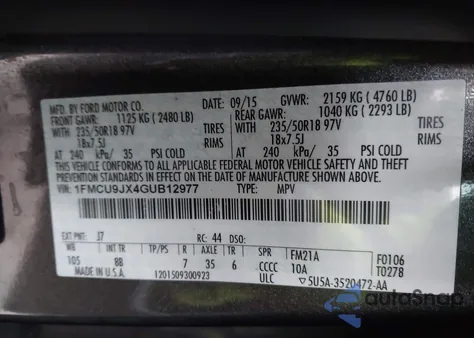 MFD. BY FORD MOTOR CO.
DATE: 09/15 GVWR: 2159 KG ( 4760 LB)
FRONT GAWR: 1125 KG ( 2480 LB) REAR GAWR: 1040 KG ( 2293 LB)
235/50R18 97V TIRES 235/50R18 97V TIRES
18x7.5J RIMS 18x7.5J RIMS
AT 240 kPa/ 35 PSI COLD AT 240 kPa/ 35 PSI COLD
THIS VEHICLE CONFORMS TO ALL APPLICABLE FEDERAL MOTOR VEHICLE SAFETY AND THEFT
PREVENTION STANDARDS IN EFFECT ON THE DATE OF MANUFACTURE SHOWN ABOVE.
VIN: 1FMCU9JX4GUB12977 TYPE: MPV
EXT PNT: J7 RC: 44 DSO:
WB INT TR TP/PS R AXLE TR SPR FM21A F0106
105 8B 7 35 6 CCCC 10A T0278
MADE IN U.S.A. 1201509300923 ULC 5U5A-3520472-AA
autoSnap